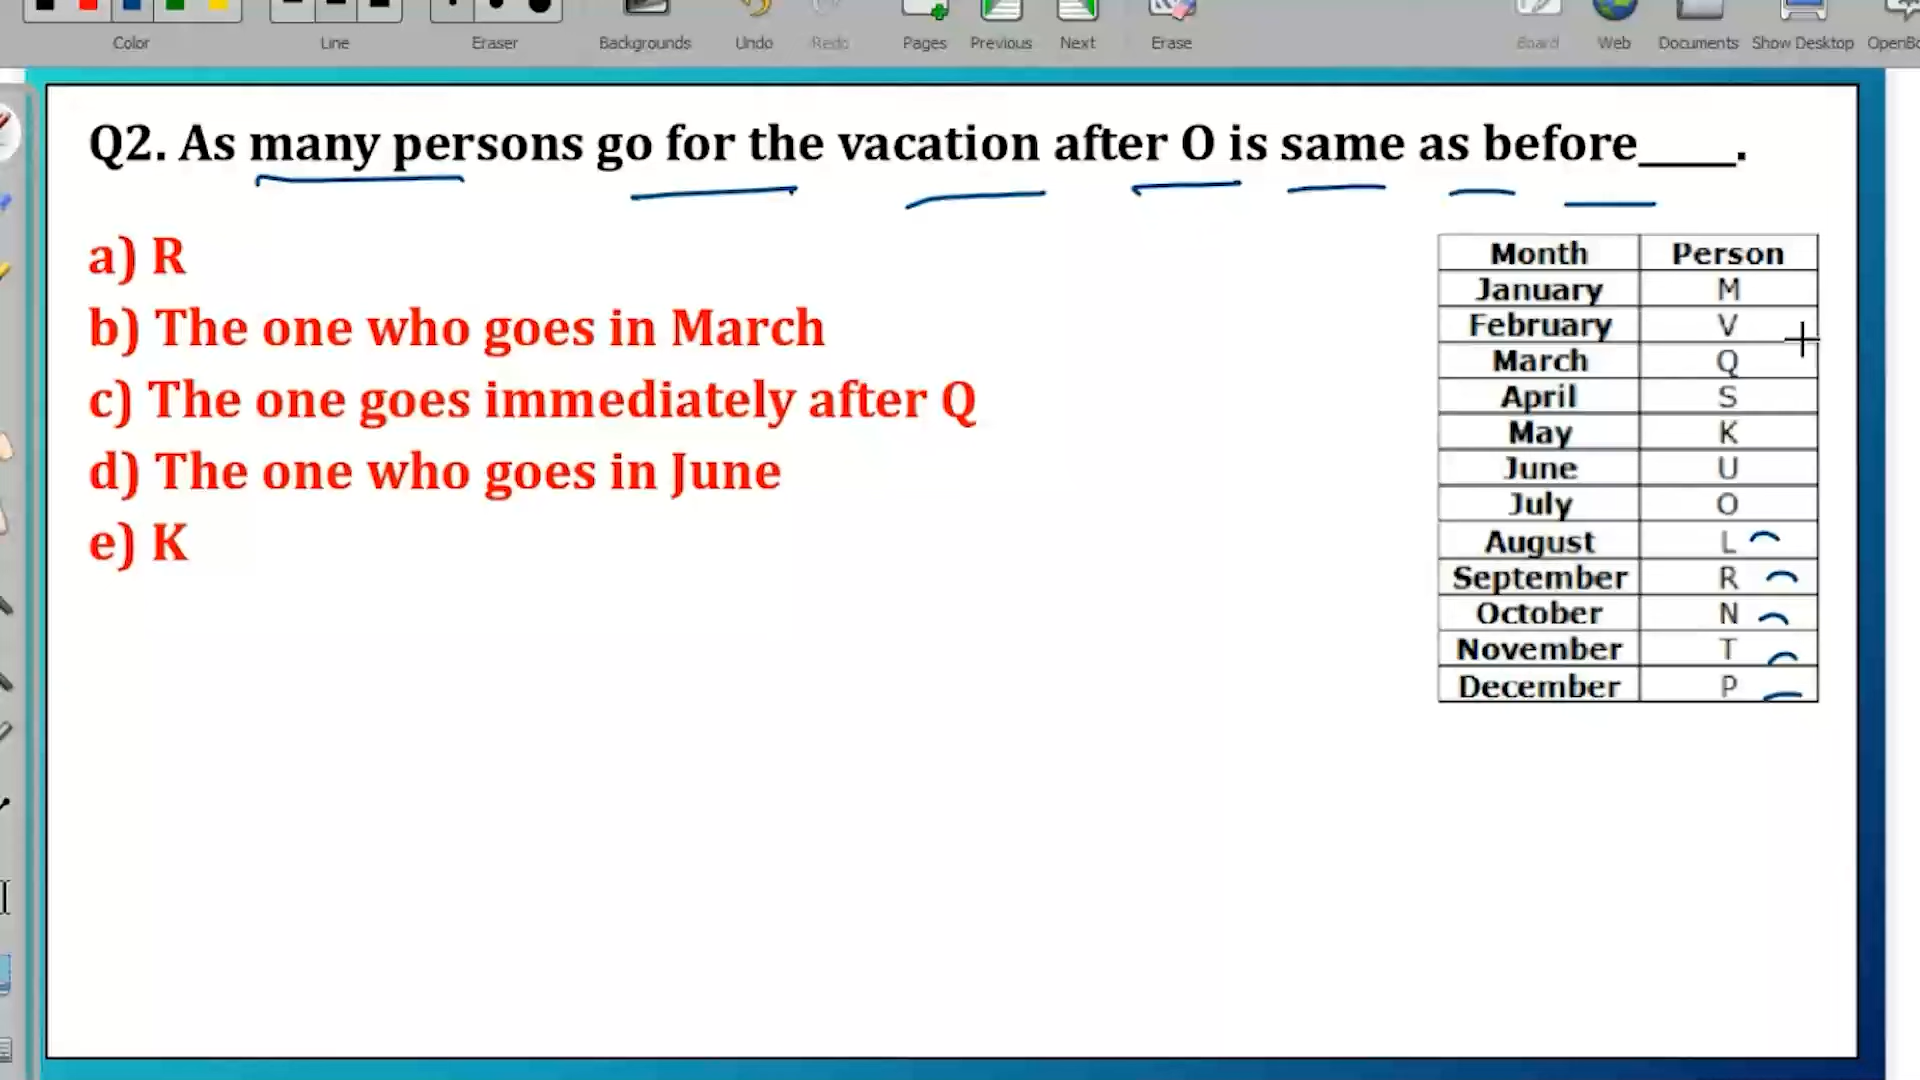 Color Line Eraser Backgrounds Undo Redo Pages Previous Next Erase Board Web Documents Show Desktop
Q2. As many persons go for the vacation after O is same as before____.
a) R
b) The one who goes in March
c) The one goes immediately after Q
d) The one who goes in June
e) K
Month Person
January M
February V
March Q
April S
May K
June U
July O
August L
September R
October N
November T
December P